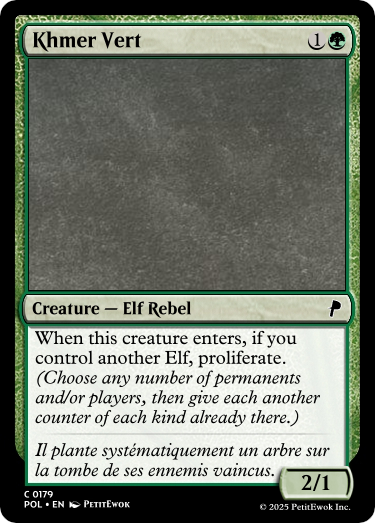 Khmer Vert
1
Creature — Elf Rebel
When this creature enters, if you
control another Elf, proliferate.
(Choose any number of permanents
and/or players, then give each another
counter of each kind already there.)
Il plante systématiquement un arbre sur
la tombe de ses ennemis vaincus.
2/1
C 0179
POL • EN PetitEwok
© 2025 PetitEwok Inc.